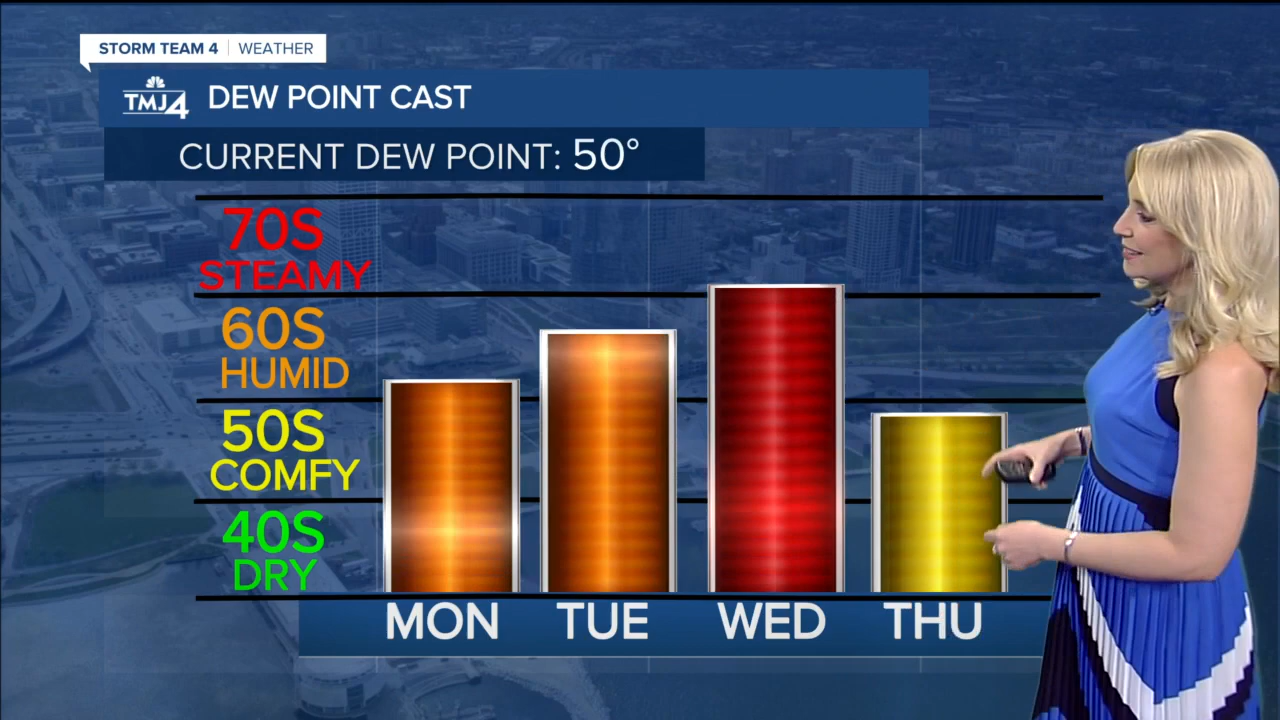 STORM TEAM 4 | WEATHER
TMJ4 DEW POINT CAST
CURRENT DEW POINT: 50°
70S
STEAMY
60S
HUMID
50S
COMFY
40S
DRY
MON TUE WED THU